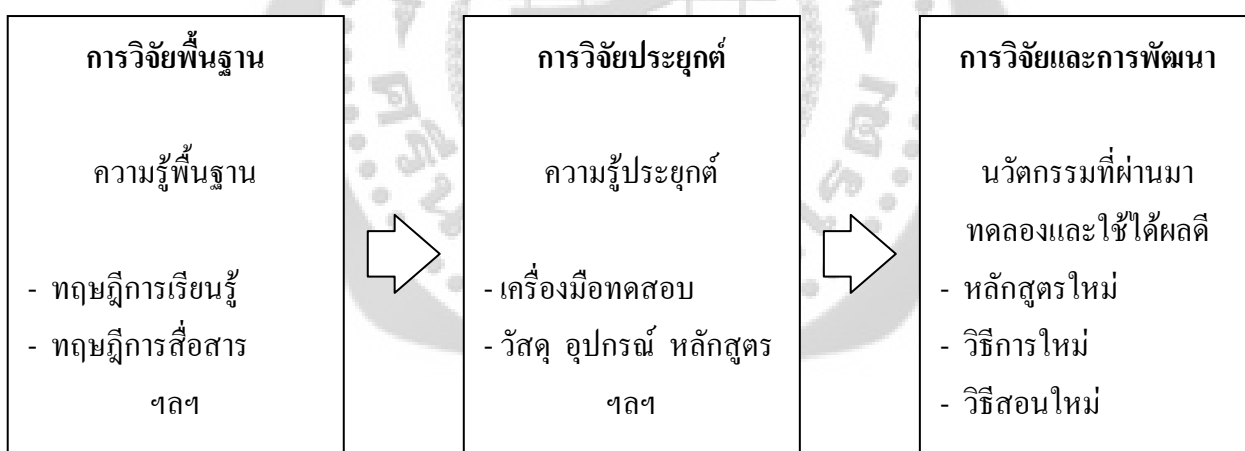 การวิจัยพื้นฐาน
ความรู้พื้นฐาน
- ทฤษฎีการเรียนรู้
- ทฤษฎีการสื่อสาร
ฯลฯ
การวิจัยประยุกต์
ความรู้ประยุกต์
- เครื่องมือทดสอบ
- วัสดุ อุปกรณ์ หลักสูตร
ฯลฯ
การวิจัยและการพัฒนา
นวัตกรรมที่ผ่านมา
ทดลองและใช้ได้ผลดี
- หลักสูตรใหม่
- วิธีการใหม่
- วิธีสอนใหม่